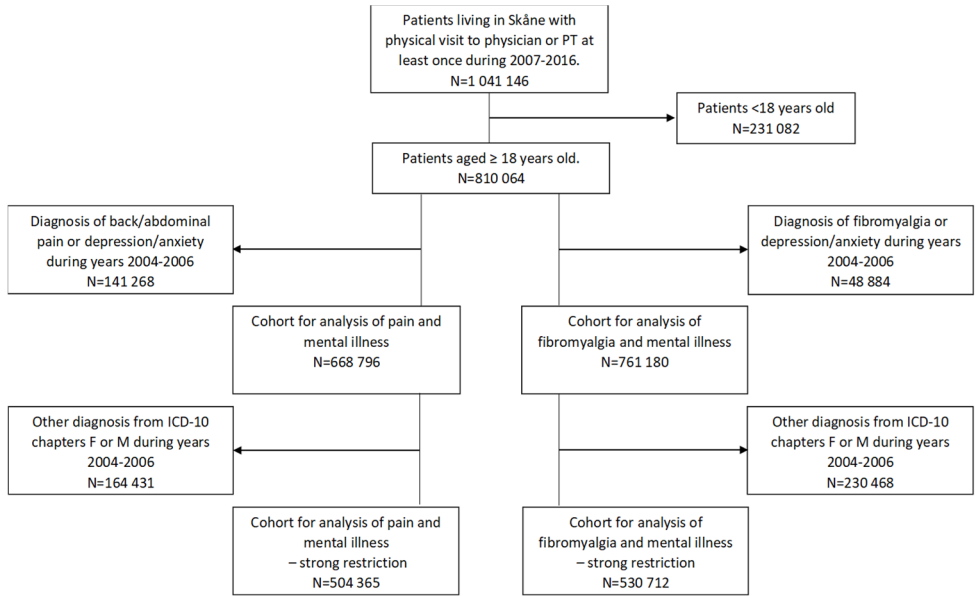 Patients living in Skåne with
physical visit to physician or PT at
least once during 2007-2016.
N=1 041 146
Patients <18 years old
N=231 082
Patients aged ≥ 18 years old.
N=810 064
Diagnosis of back/abdominal
pain or depression/anxiety
during years 2004-2006
N=141 268
Diagnosis of fibromyalgia or
depression/anxiety during years
2004-2006
N=48 884
Cohort for analysis of pain and
mental illness
N=668 796
Cohort for analysis of
fibromyalgia and mental illness
N=761 180
Other diagnosis from ICD-10
chapters F or M during years
2004-2006
N=164 431
Other diagnosis from ICD-10
chapters F or M during years
2004-2006
N=230 468
Cohort for analysis of pain and
mental illness
– strong restriction
N=504 365
Cohort for analysis of
fibromyalgia and mental illness
– strong restriction
N=530 712